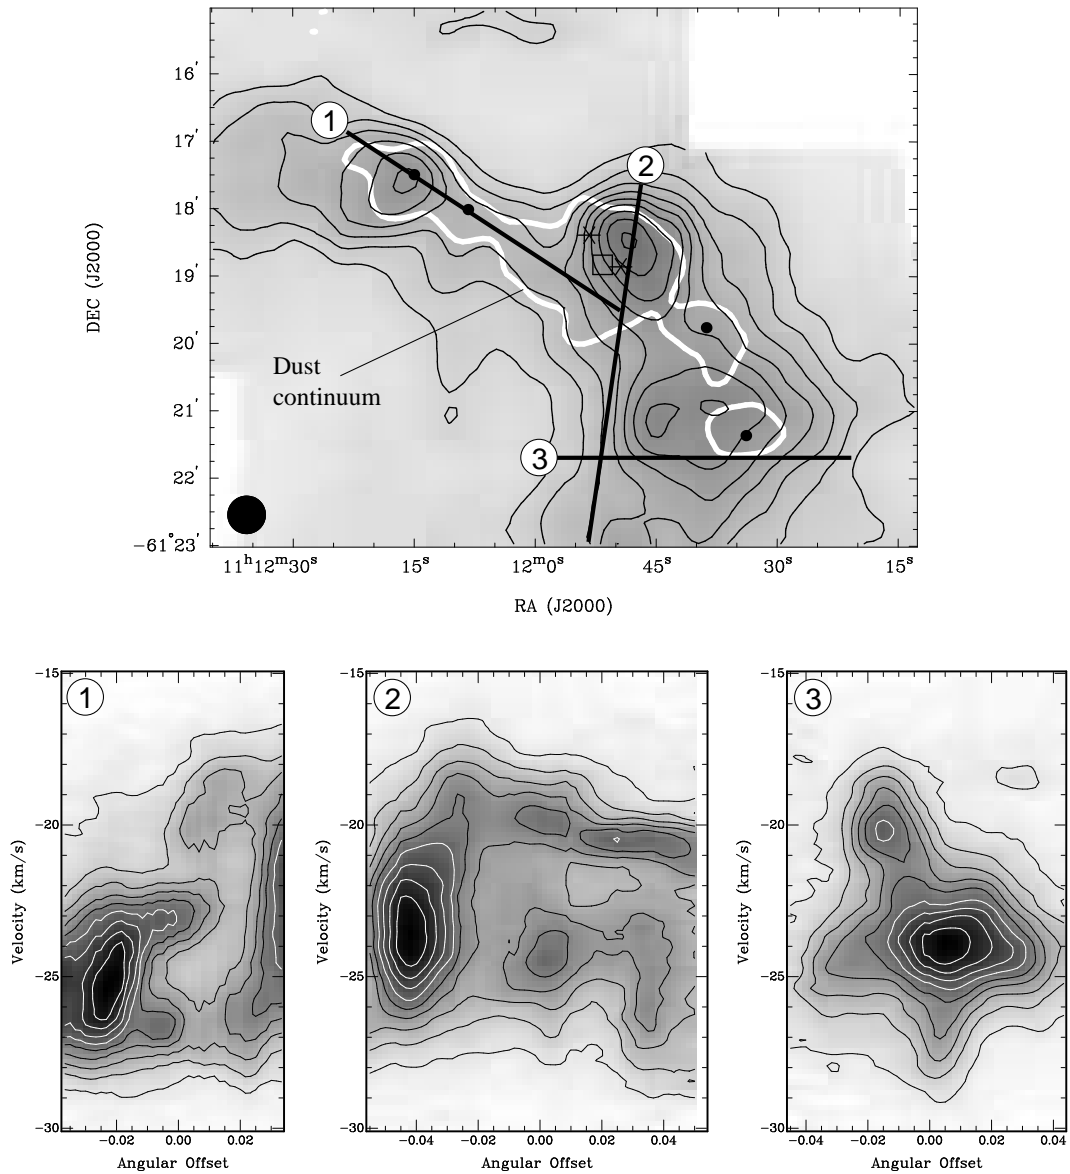 16′
17′
18′
19′
20′
21′
22′
−61°23′
DEC (J2000)
1
2
3
Dust
continuum
11ʰ12ᵐ30ˢ 15ˢ 12ᵐ0ˢ 45ˢ 30ˢ 15ˢ
RA (J2000)
1
−15
−20
−25
−30
Velocity (km/s)
−0.02 0.00 0.02
Angular Offset
2
−15
−20
−25
−30
Velocity (km/s)
−0.04 −0.02 0.00 0.02 0.04
Angular Offset
3
−15
−20
−25
−30
Velocity (km/s)
−0.04 −0.02 0.00 0.02 0.04
Angular Offset